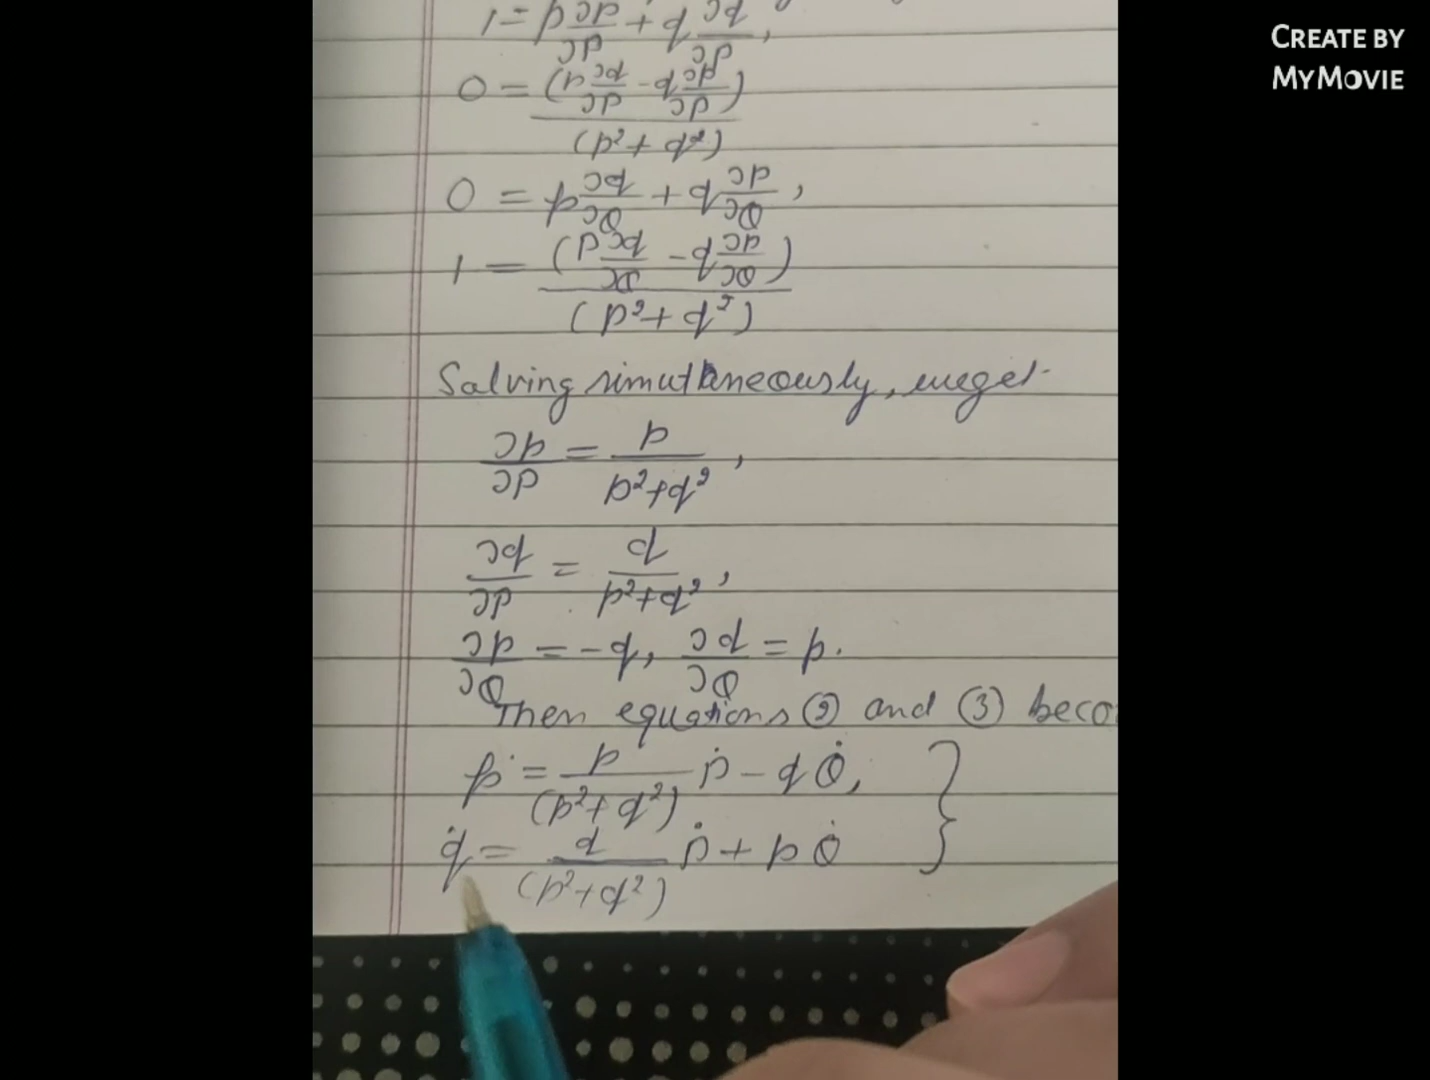 1 = p ∂p/∂P + q ∂q/∂P,
0 = (p ∂q/∂P - q ∂p/∂P) / (p² + q²)
0 = p ∂p/∂Q + q ∂q/∂Q,
1 = (p ∂q/∂Q - q ∂p/∂Q) / (p² + q²)
Solving simultaneously, we get
∂p/∂P = p / (p² + q²),
∂q/∂P = q / (p² + q²),
∂p/∂Q = -q, ∂q/∂Q = p.
Then equations ② and ③ beco
ṗ = p/(p² + q²) Ṗ - q Q̇,
q̇ = q/(p² + q²) Ṗ + p Q̇
CREATE BY
MYMOVIE